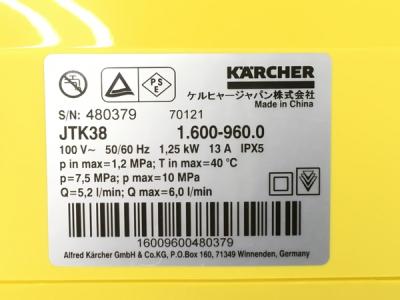 PS
E
KÄRCHER
ケルヒャージャパン株式会社
Made in China
S/N: 480379 70121
JTK38 1.600-960.0
100 V~ 50/60 Hz 1,25 kW 13 A IPX5
p in max=1,2 MPa; T in max=40 °C
p=7,5 MPa; p max=10 MPa
Q=5,2 l/min; Q max=6,0 l/min
16009600480379
Alfred Kärcher GmbH & Co.KG, P.O.Box 160, 71349 Winnenden, Germany